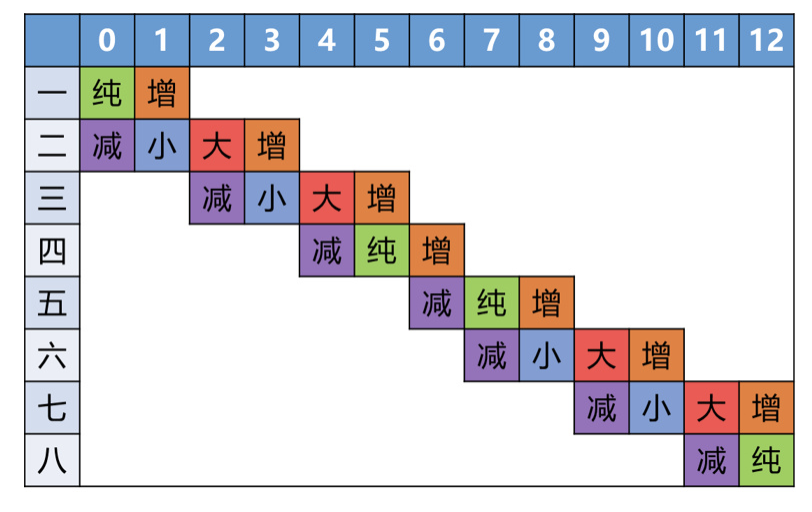 0 1 2 3 4 5 6 7 8 9 10 11 12
一 纯 增
二 减 小 大 增
三 减 小 大 增
四 减 纯 增
五 减 纯 增
六 减 小 大 增
七 减 小 大 增
八 减 纯